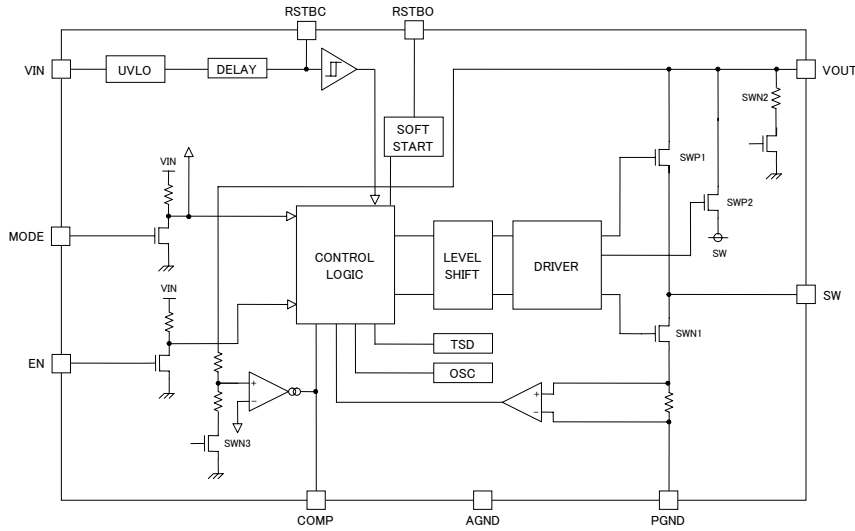 RSTBC
RSTBO
VIN
UVLO
DELAY
VOUT
SWN2
SOFT
START
VIN
SWP1
SWP2
MODE
CONTROL
LOGIC
LEVEL
SHIFT
DRIVER
SW
VIN
SW
SWN1
EN
TSD
OSC
+
−
+
−
SWN3
COMP
AGND
PGND